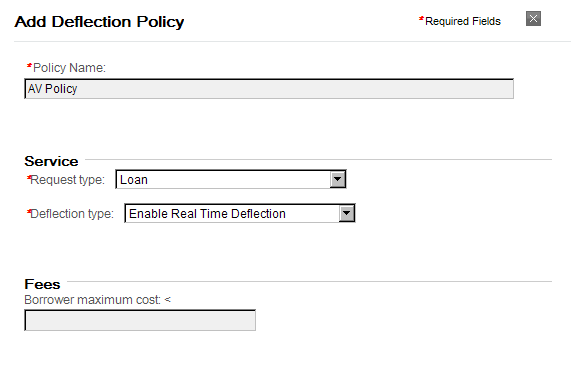 Add Deflection Policy
*Required Fields
*Policy Name:
AV Policy
Service
*Request type: Loan
*Deflection type: Enable Real Time Deflection
Fees
Borrower maximum cost: <